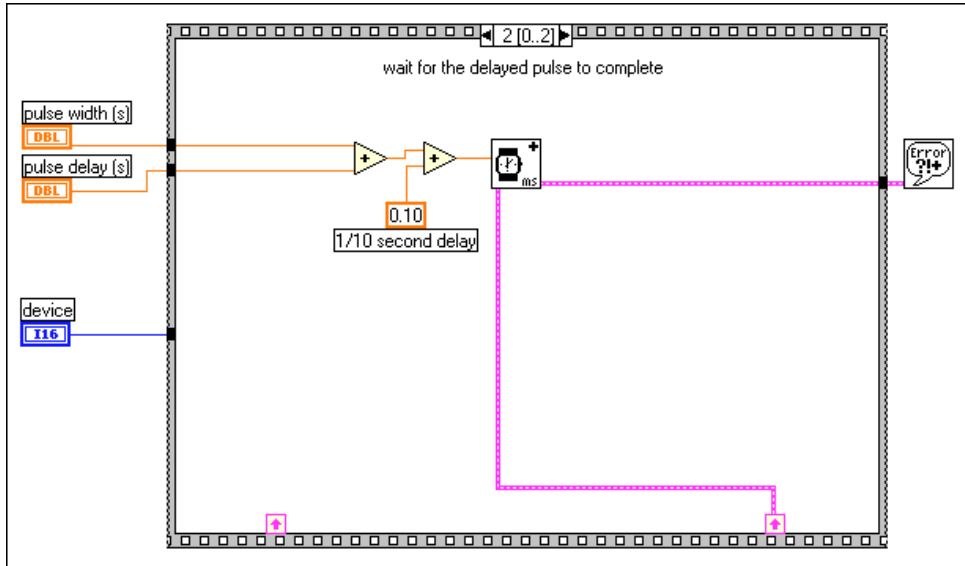 2 [0..2]
wait for the delayed pulse to complete
pulse width (s)
DBL
pulse delay (s)
DBL
+
+
+
ms
Error
?!+
0.10
1/10 second delay
device
I16